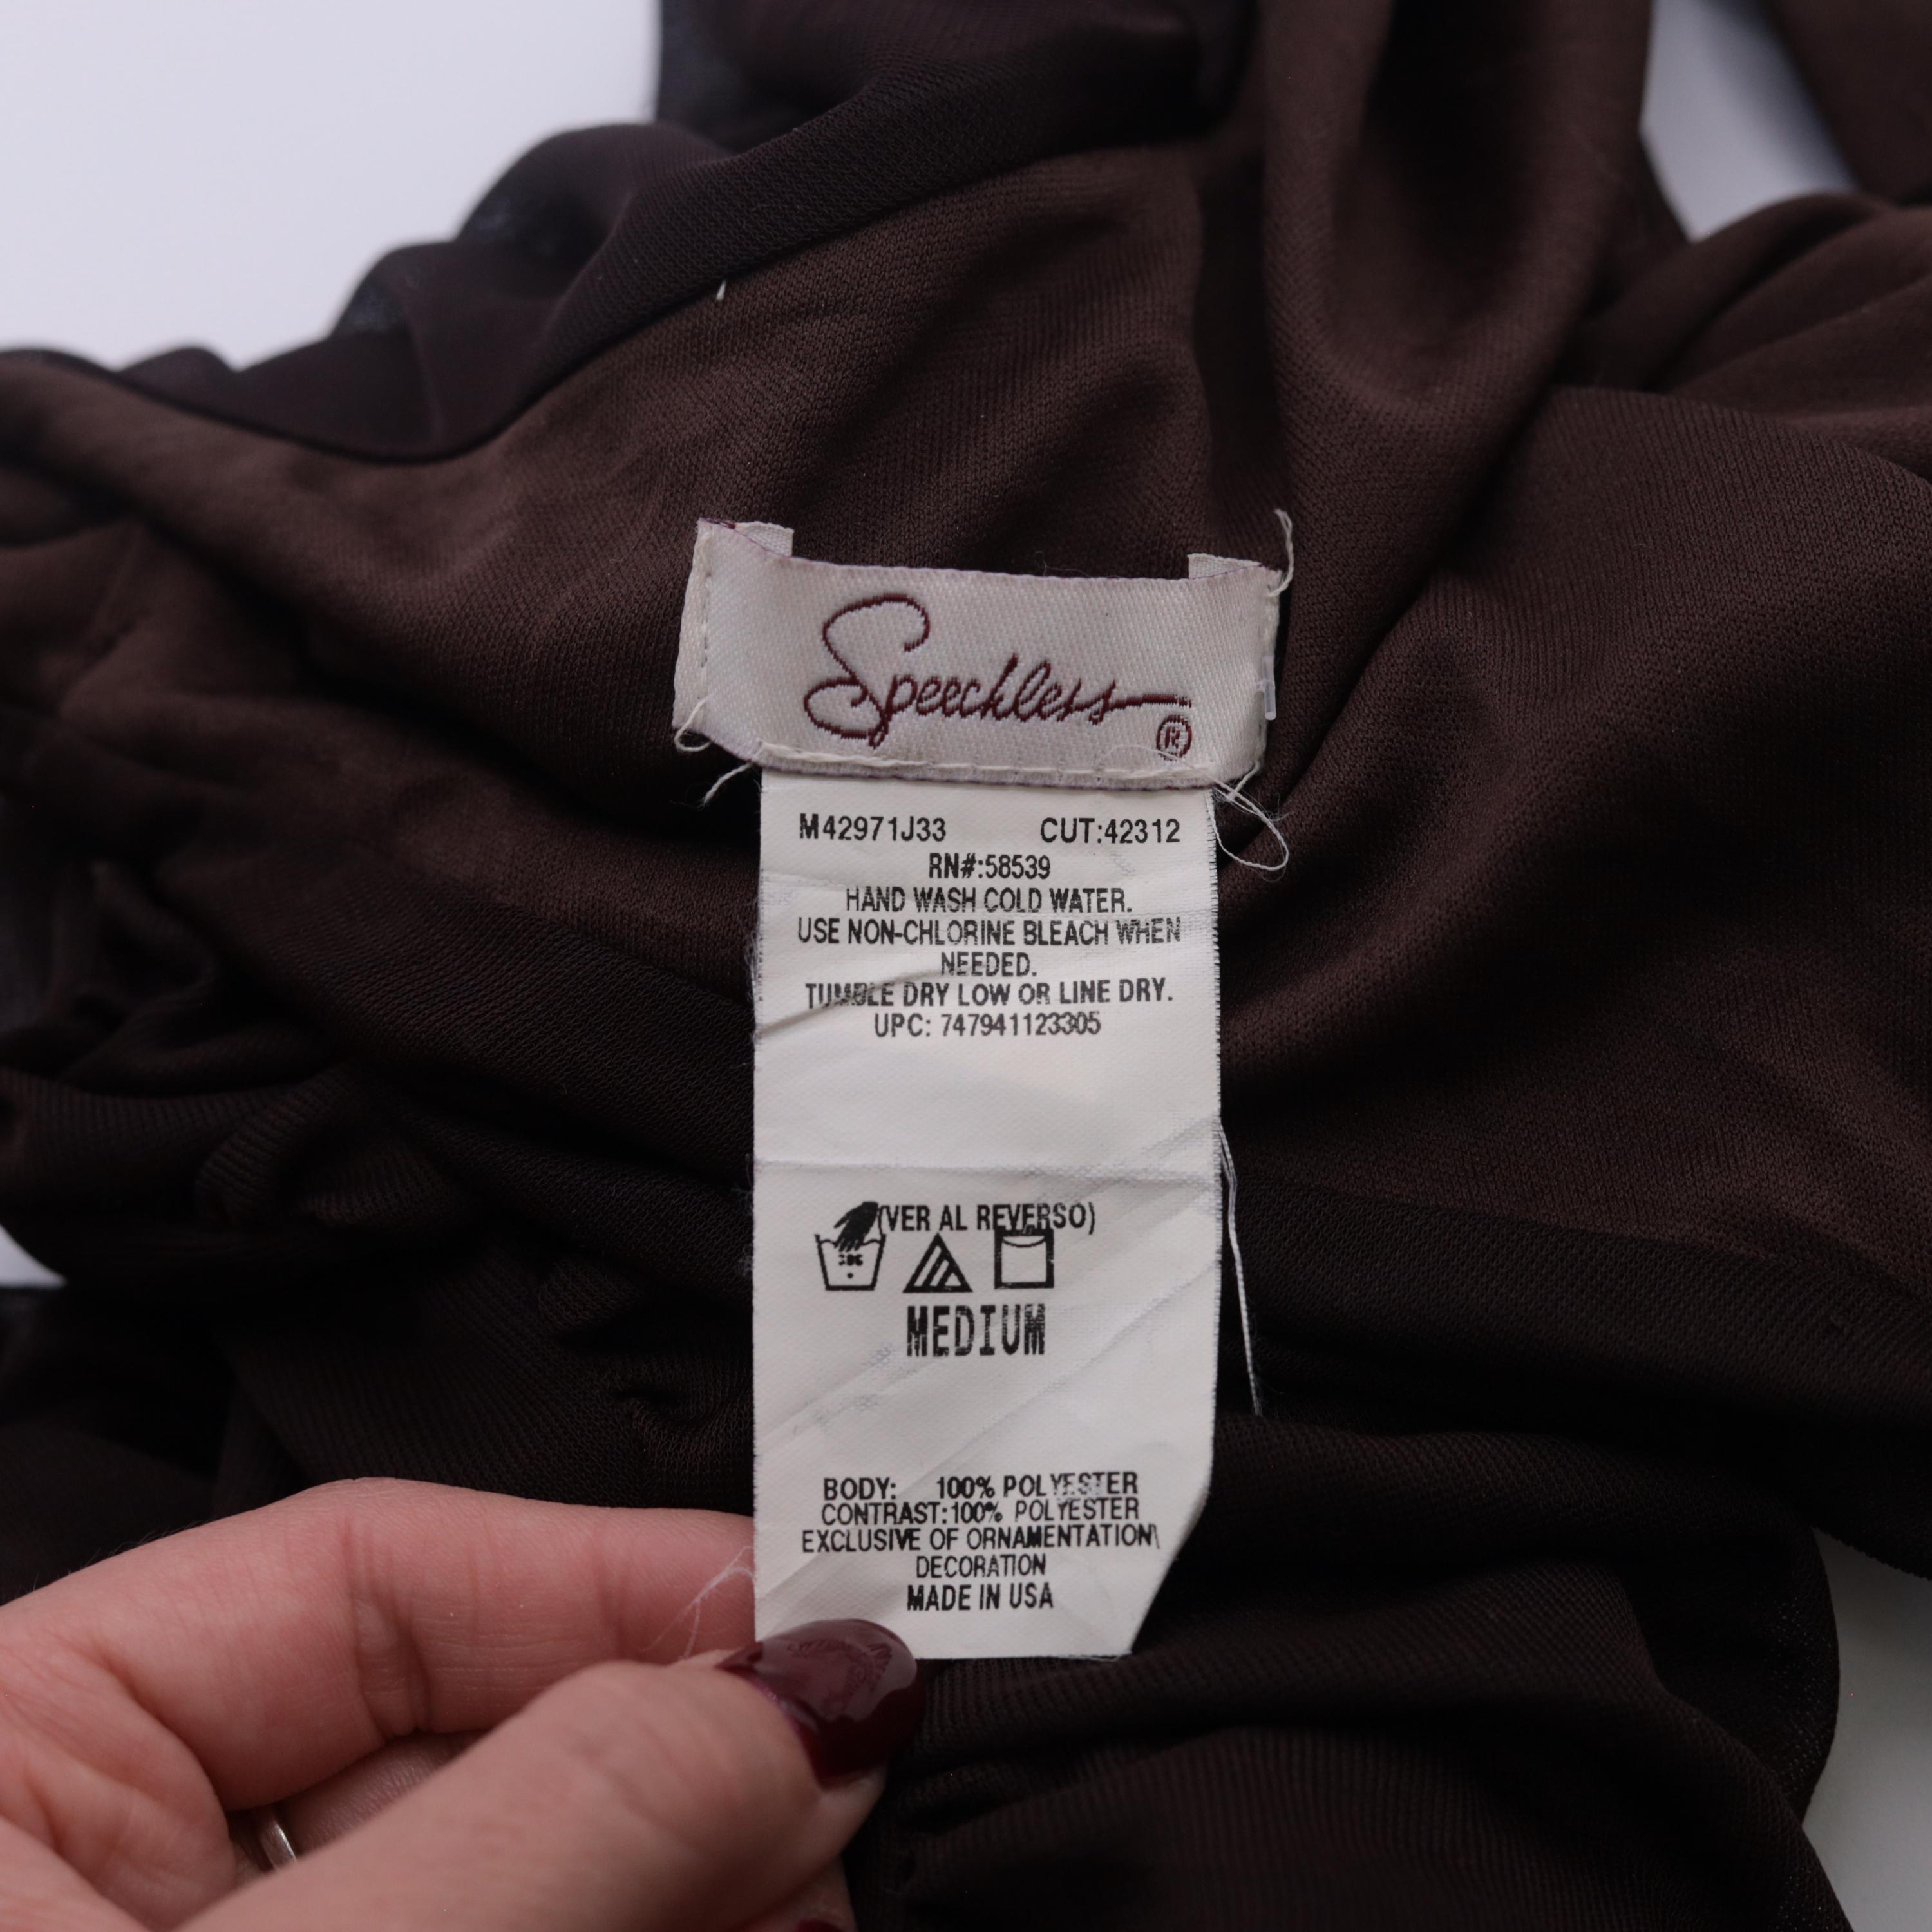 Speechless
®
M42971J33 CUT:42312
RN#:58539
HAND WASH COLD WATER.
USE NON-CHLORINE BLEACH WHEN
NEEDED.
TUMBLE DRY LOW OR LINE DRY.
UPC: 747941123305
(VER AL REVERSO)
MEDIUM
BODY: 100% POLYESTER
CONTRAST:100% POLYESTER
EXCLUSIVE OF ORNAMENTATION\
DECORATION
MADE IN USA